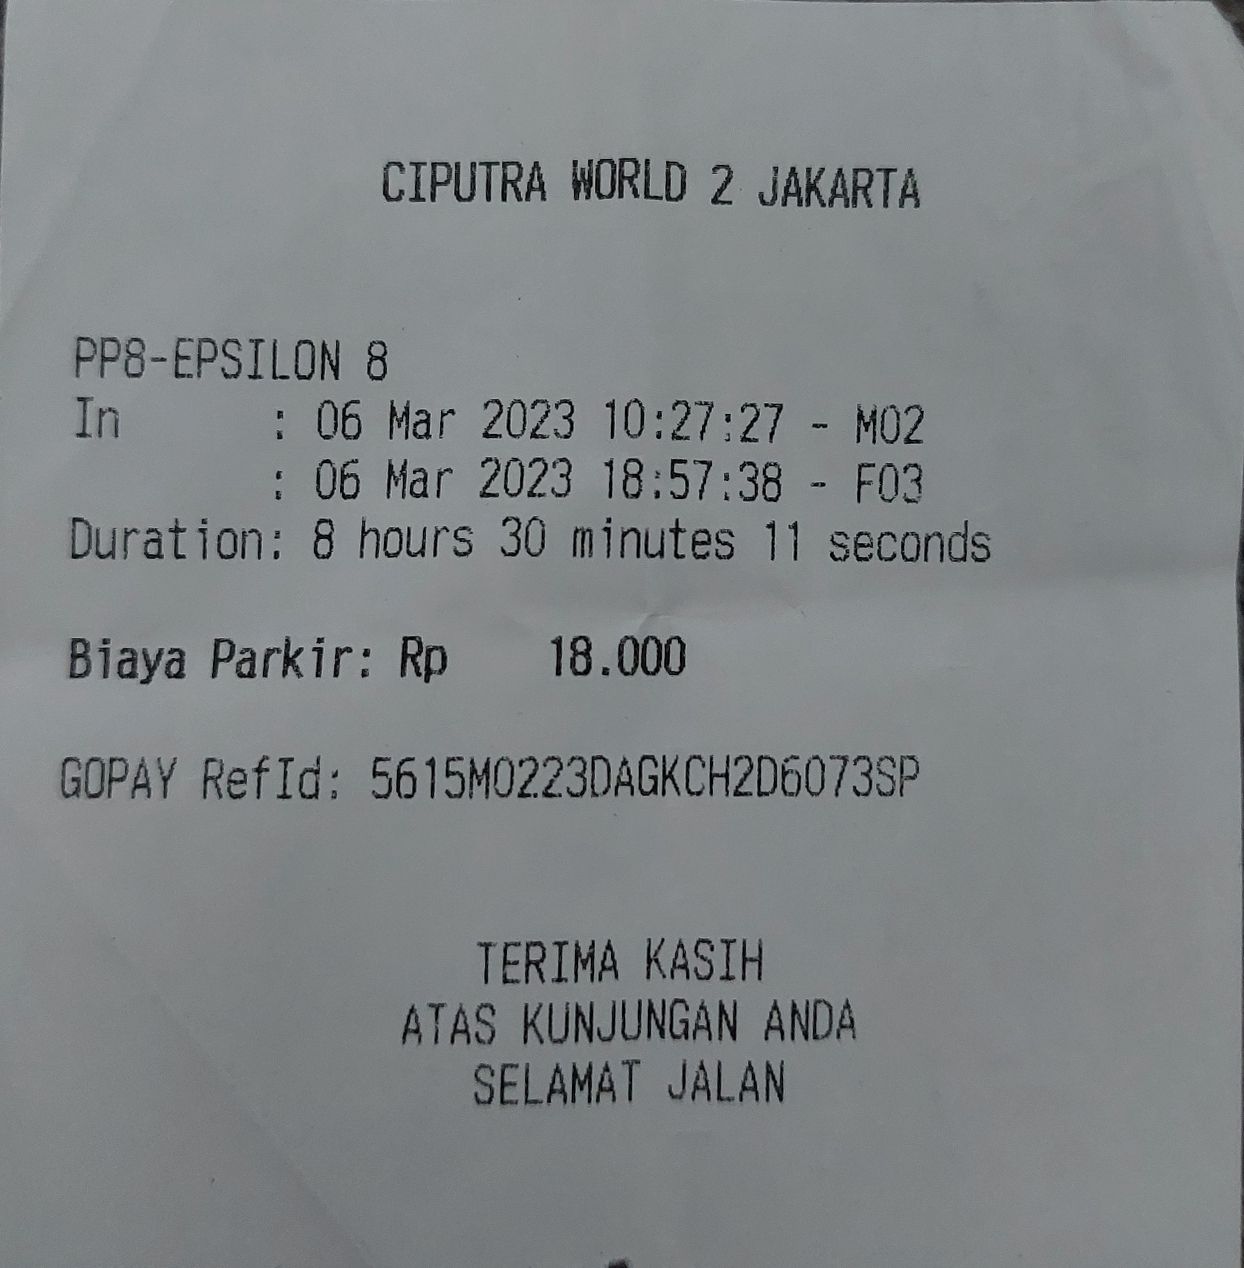 CIPUTRA WORLD 2 JAKARTA
PP8-EPSILON 8
In : 06 Mar 2023 10:27:27 - M02
: 06 Mar 2023 18:57:38 - F03
Duration: 8 hours 30 minutes 11 seconds
Biaya Parkir: Rp 18.000
GOPAY RefId: 5615M0223DAGKCH2D6073SP
TERIMA KASIH
ATAS KUNJUNGAN ANDA
SELAMAT JALAN